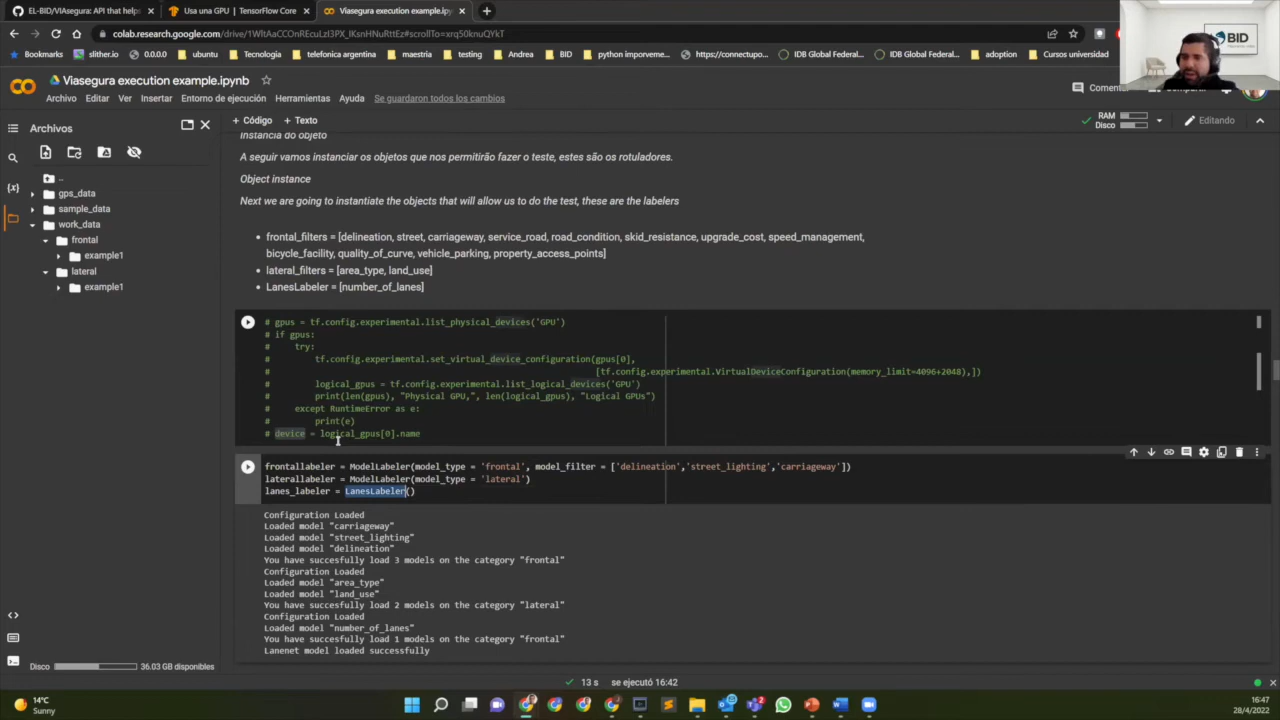 EL-BID/VIAsegura: API that help
Usa una GPU | TensorFlow Core
Viasegura execution example.ip
colab.research.google.com/drive/
Bookmarks
slither.io
0.0.0.0
ubuntu
Tecnologia
telefonica argentina
maestria
testing
Andrea
BID
python imporveme
https://connectupo
IDB Global Federal
IDB Global Federal
adoption
Cursos universidad
BID
Viasegura execution example.ipynb
Archivo
Editar
Ver
Insertar
Entorno de ejecución
Herramientas
Ayuda
Se guardaron todos los cambios
Comenta
Archivos
+ Código
+ Texto
RAM
Disco
Editando
..
gps_data
sample_data
work_data
frontal
example1
lateral
example1
Instância do objeto
A seguir vamos instanciar os objetos que nos permitirão fazer o teste, estes são os rotuladores.
Object instance
Next we are going to instantiate the objects that will allow us to do the test, these are the labelers
frontal_filters = [delineation, street, carriageway, service_road, road_condition, skid_resistance, upgrade_cost, speed_management,
bicycle_facility, quality_of_curve, vehicle_parking, property_access_points]
lateral_filters = [area_type, land_use]
LanesLabeler = [number_of_lanes]
# gpus = tf.config.experimental.list_physical_devices('GPU')
# if gpus:
#     try:
#         tf.config.experimental.set_virtual_device_configuration(gpus[0],
#                                                     [tf.config.experimental.VirtualDeviceConfiguration(memory_limit=4096+2048),])
#         logical_gpus = tf.config.experimental.list_logical_devices('GPU')
#         print(len(gpus), "Physical GPU,", len(logical_gpus), "Logical GPUs")
#     except RuntimeError as e:
#         print(e)
# device = logical_gpus[0].name
frontallabeler = ModelLabeler(model_type = 'frontal', model_filter = ['delineation','street_lighting','carriageway'])
laterallabeler = ModelLabeler(model_type = 'lateral')
lanes_labeler = LanesLabeler()
Configuration Loaded
Loaded model "carriageway"
Loaded model "street_lighting"
Loaded model "delineation"
You have succesfully load 3 models on the category "frontal"
Configuration Loaded
Loaded model "area_type"
Loaded model "land_use"
You have succesfully load 2 models on the category "lateral"
Configuration Loaded
Loaded model "number_of_lanes"
You have succesfully load 1 models on the category "frontal"
Lanenet model loaded successfully
Disco
36.03 GB disponibles
13 s
se ejecutó 16:42
14°C
Sunny
16:47
28/4/2022